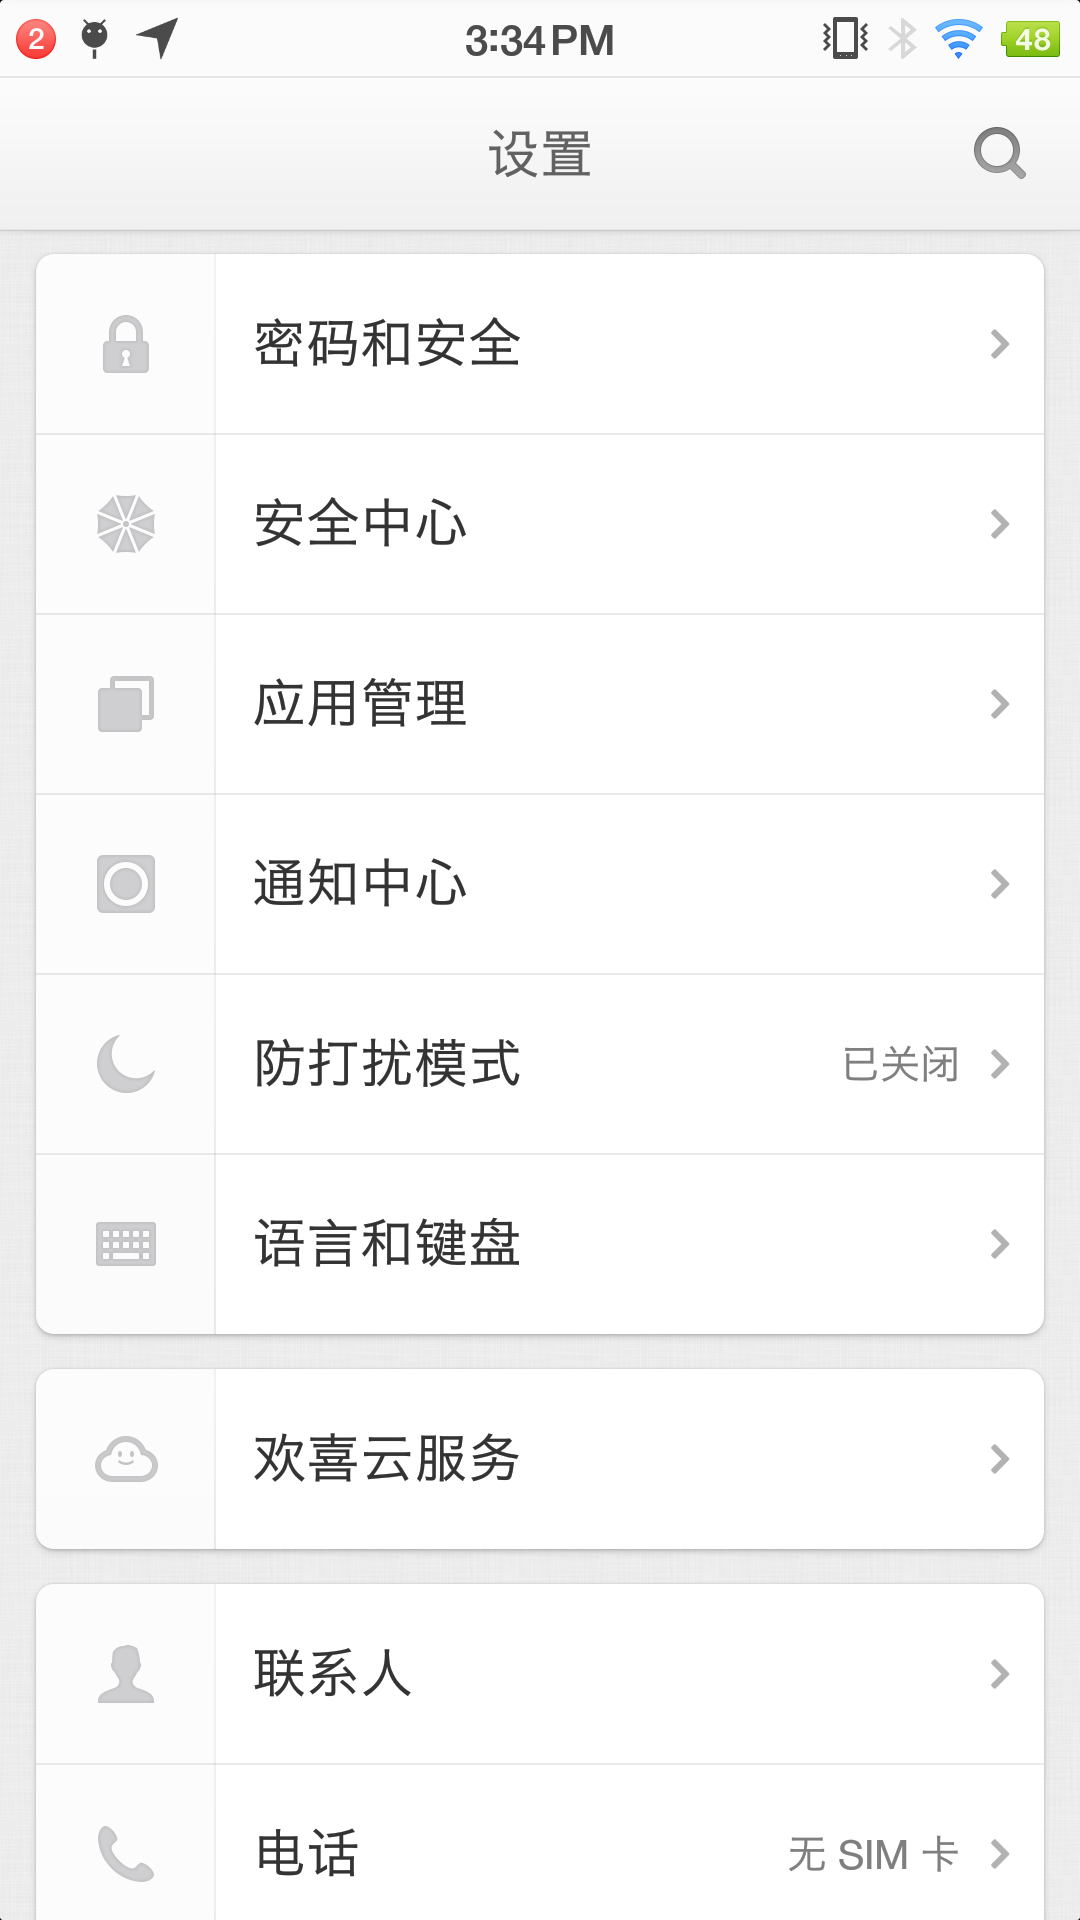 2 3:34 PM 48
设置
密码和安全
安全中心
应用管理
通知中心
防打扰模式 已关闭
语言和键盘
欢喜云服务
联系人
电话 无 SIM 卡